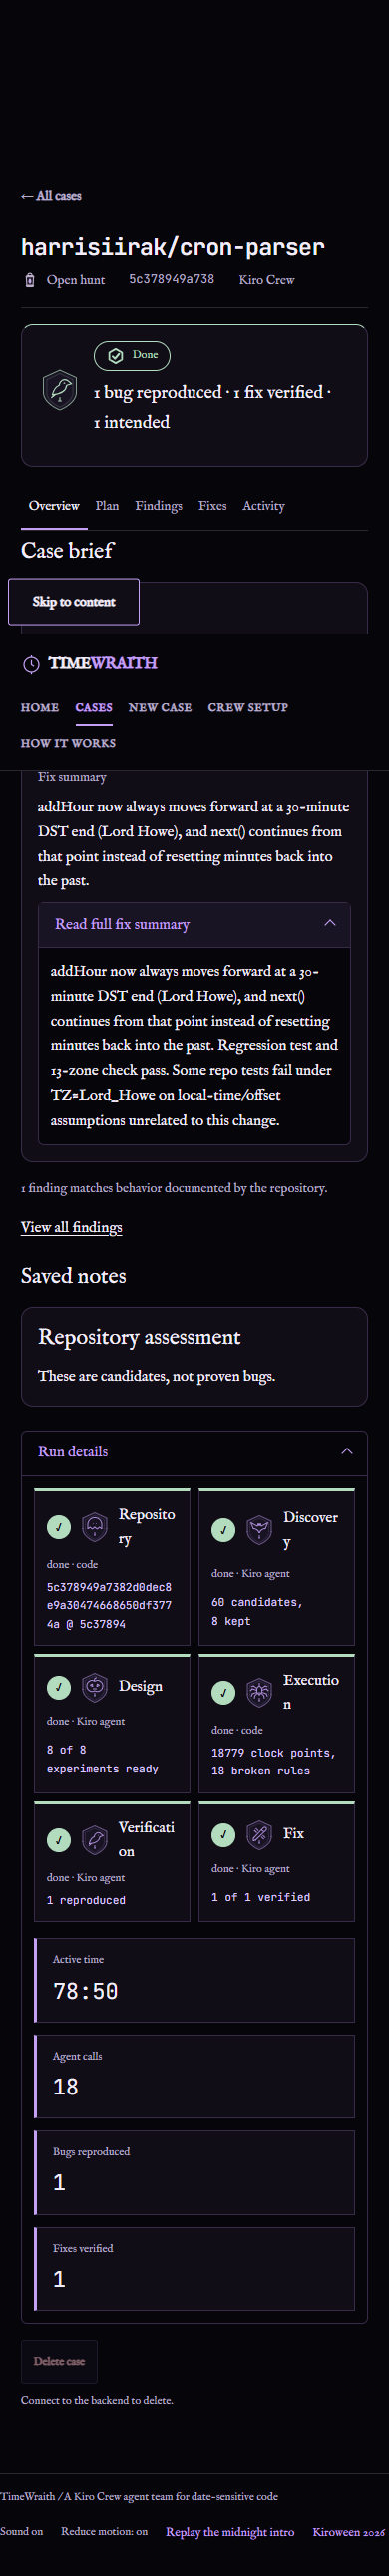 ← All cases
harrisiirak/cron-parser
Open hunt 5c378949a738 Kiro Crew
Done
1 bug reproduced · 1 fix verified ·
1 intended
Overview Plan Findings Fixes Activity
Case brief
Skip to content
TIMEWRAITH
HOME CASES NEW CASE CREW SETUP
HOW IT WORKS
Fix summary
addHour now always moves forward at a 30-minute
DST end (Lord Howe), and next() continues from
that point instead of resetting minutes back into
the past.
Read full fix summary
addHour now always moves forward at a 30-
minute DST end (Lord Howe), and next()
continues from that point instead of resetting
minutes back into the past. Regression test and
13-zone check pass. Some repo tests fail under
TZ=Lord_Howe on local-time/offset
assumptions unrelated to this change.
1 finding matches behavior documented by the repository.
View all findings
Saved notes
Repository assessment
These are candidates, not proven bugs.
Run details
Reposito
ry
done · code
5c378949a7382d0dec8
e9a30474668650df377
4a @ 5c37894
Discover
y
done · Kiro agent
60 candidates,
8 kept
Design
done · Kiro agent
8 of 8
experiments ready
Executio
n
done · code
18779 clock points,
18 broken rules
Verificati
on
done · Kiro agent
1 reproduced
Fix
done · Kiro agent
1 of 1 verified
Active time
78:50
Agent calls
18
Bugs reproduced
1
Fixes verified
1
Delete case
Connect to the backend to delete.
TimeWraith / A Kiro Crew agent team for date-sensitive code
Sound on Reduce motion: on Replay the midnight intro Kiroween 2026